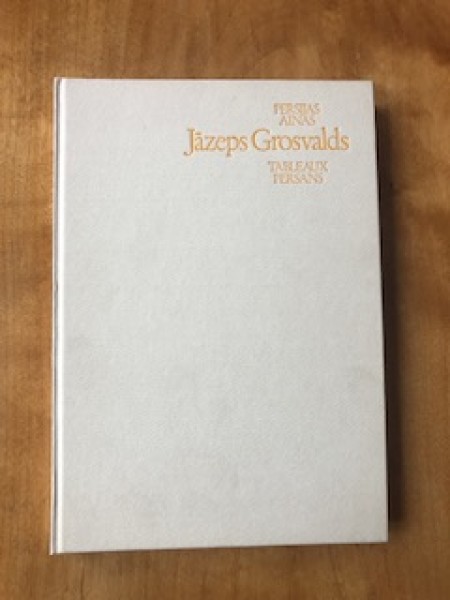 PERSIJAS
AINAS
Jāzeps Grosvalds
TABLEAUX
PERSANS